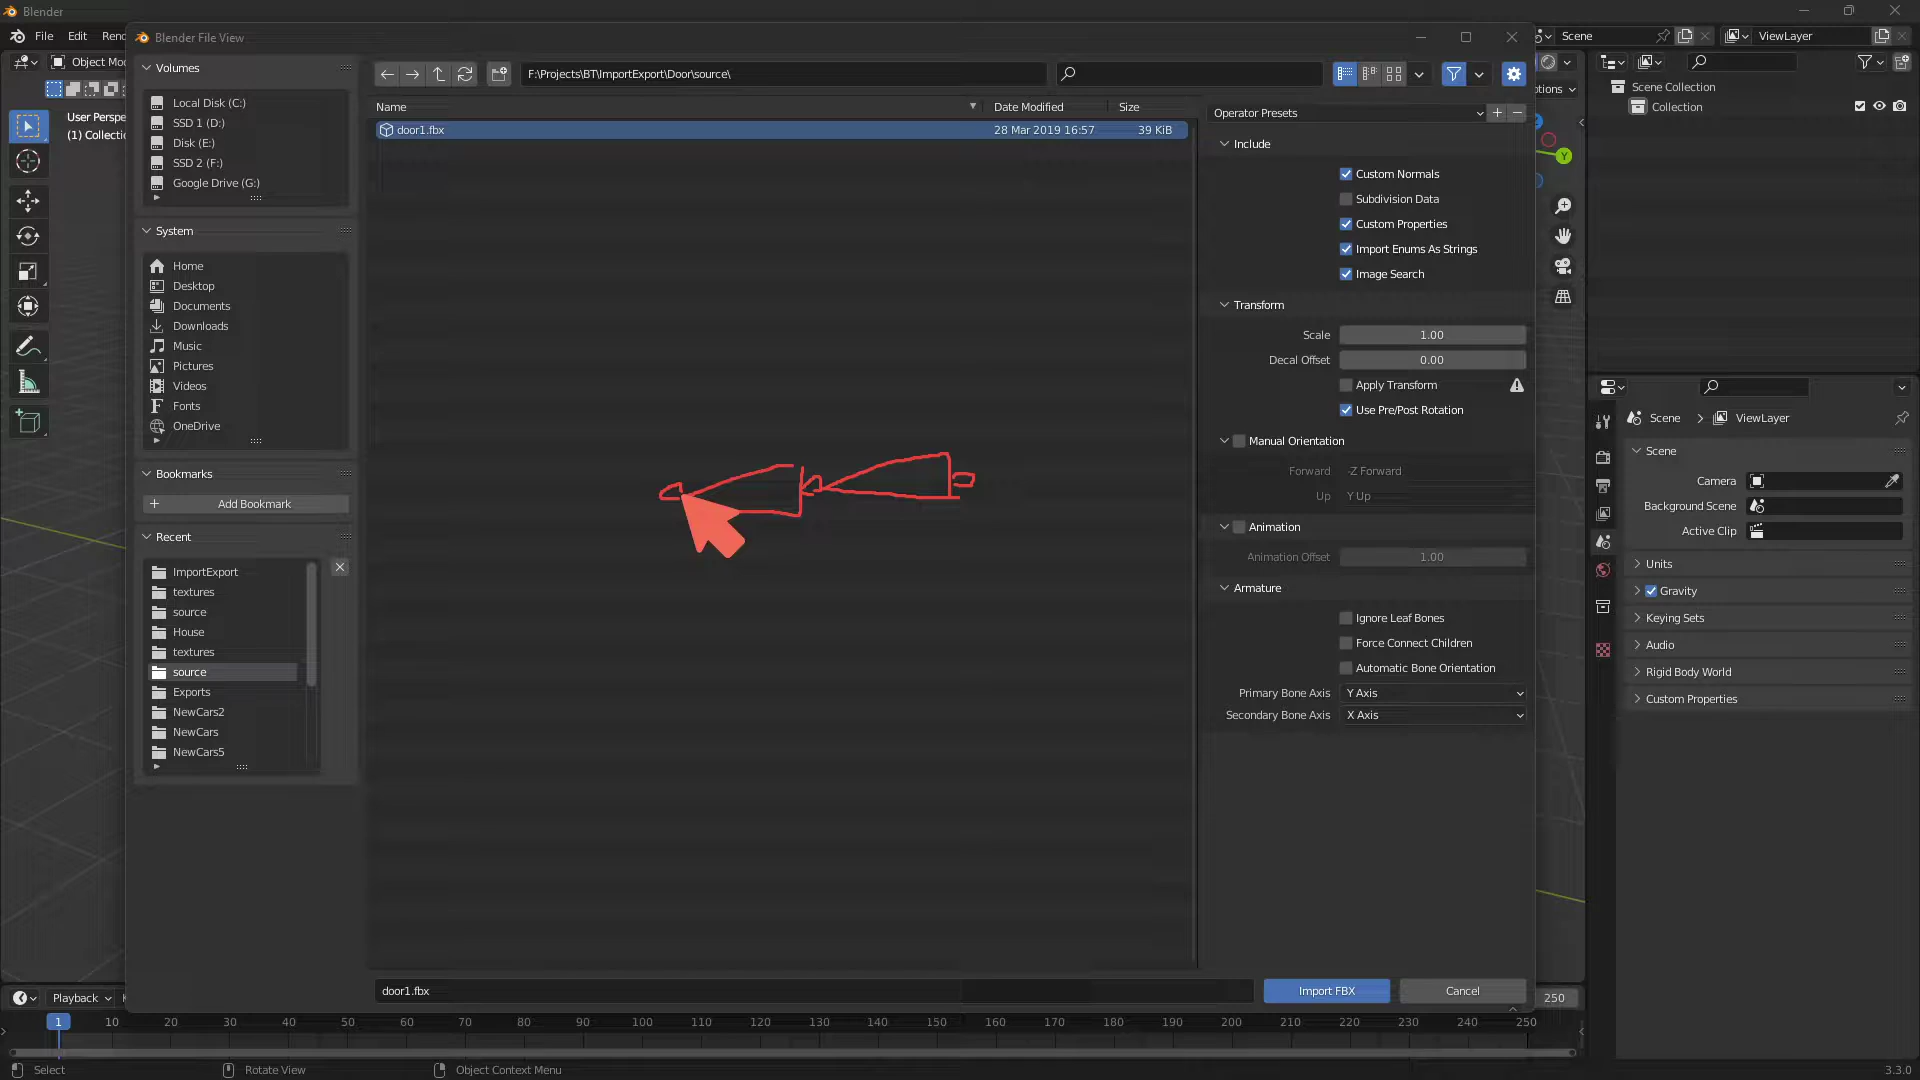 Blender
File Edit Rend
Blender File View
Scene
ViewLayer
Object Mod
Volumes
Local Disk (C:)
SSD 1 (D:)
Disk (E:)
SSD 2 (F:)
Google Drive (G:)
System
Home
Desktop
Documents
Downloads
Music
Pictures
Videos
Fonts
OneDrive
Bookmarks
Add Bookmark
Recent
ImportExport
textures
source
House
textures
source
Exports
NewCars2
NewCars
NewCars5
User Perspe
(1) Collectic
F:\Projects\BT\ImportExport\Door\source\
Name Date Modified Size
door1.fbx 28 Mar 2019 16:57 39 KiB
Operator Presets
Include
Custom Normals
Subdivision Data
Custom Properties
Import Enums As Strings
Image Search
Transform
Scale 1.00
Decal Offset 0.00
Apply Transform
Use Pre/Post Rotation
Manual Orientation
Forward -Z Forward
Up Y Up
Animation
Animation Offset 1.00
Armature
Ignore Leaf Bones
Force Connect Children
Automatic Bone Orientation
Primary Bone Axis Y Axis
Secondary Bone Axis X Axis
door1.fbx
Import FBX
Cancel
ptions
Y
Scene Collection
Collection
Scene ViewLayer
Scene
Camera
Background Scene
Active Clip
Units
Gravity
Keying Sets
Audio
Rigid Body World
Custom Properties
Playback
250
1 10 20 30 40 50 60 70 80 90 100 110 120 130 140 150 160 170 180 190 200 210 220 230 240 250
Select
Rotate View
Object Context Menu
3.3.0